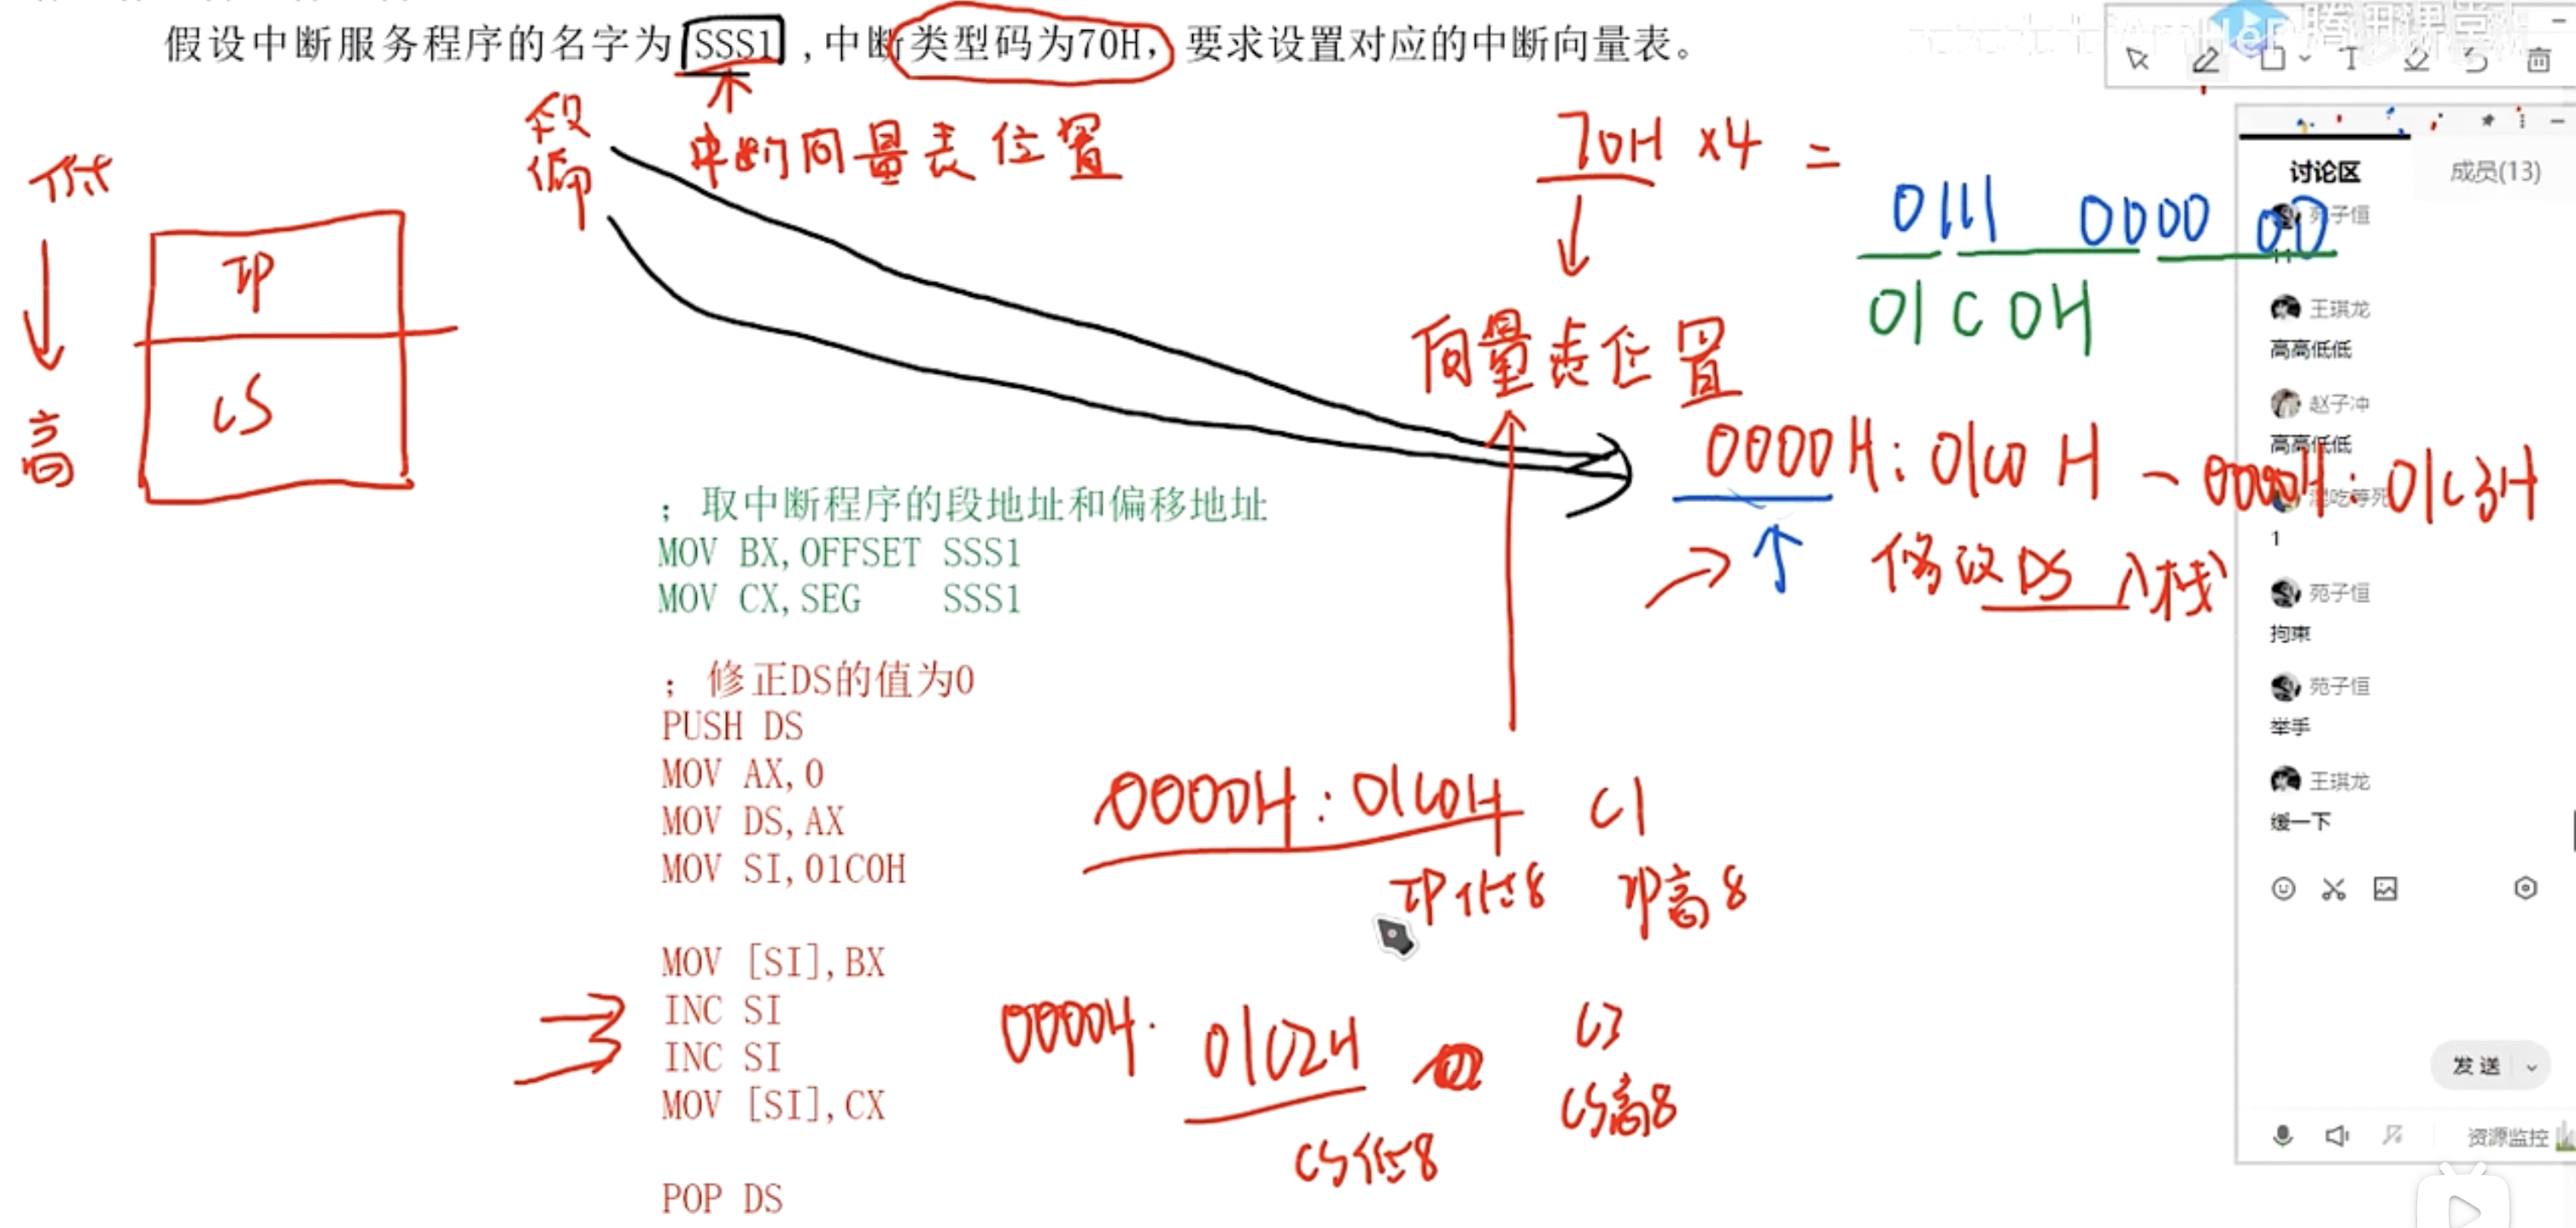 假设中断服务程序的名字为 SSS1 ,中断类型码为70H, 要求设置对应的中断向量表。
段
偏
中断向量表位置
低
高
IP
CS
70H ×4 =
0111 0000 00
01C0H
向量表位置
0000H: 01C0H ~ 0000H: 01C3H
修改DS 入栈
; 取中断程序的段地址和偏移地址
MOV BX,OFFSET SSS1
MOV CX,SEG SSS1
; 修正DS的值为0
PUSH DS
MOV AX,0
MOV DS,AX
MOV SI,01C0H
MOV [SI],BX
INC SI
INC SI
MOV [SI],CX
POP DS
0000H: 01C0H C1
IP低8 IP高8
0000H: 01C2H C3
CS低8 CS高8
讨论区 成员(13)
苑子恒
11
王琪龙
高高低低
赵子冲
高高低低
混吃等死
1
苑子恒
拘束
苑子恒
举手
王琪龙
缓一下
发送
资源监控